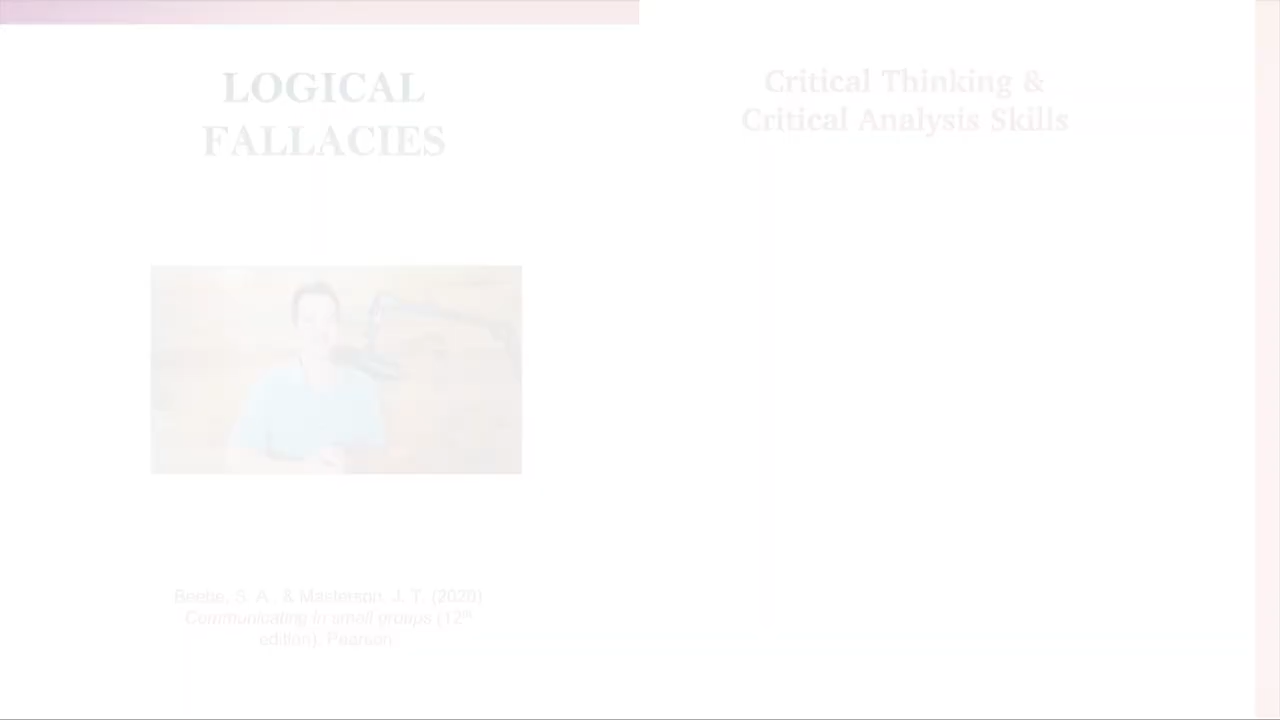 LOGICAL
FALLACIES
Critical Thinking &
Critical Analysis Skills
Beebe, S. A., & Masterson, J. T. (2020)
Communicating in small groups (12th
edition). Pearson